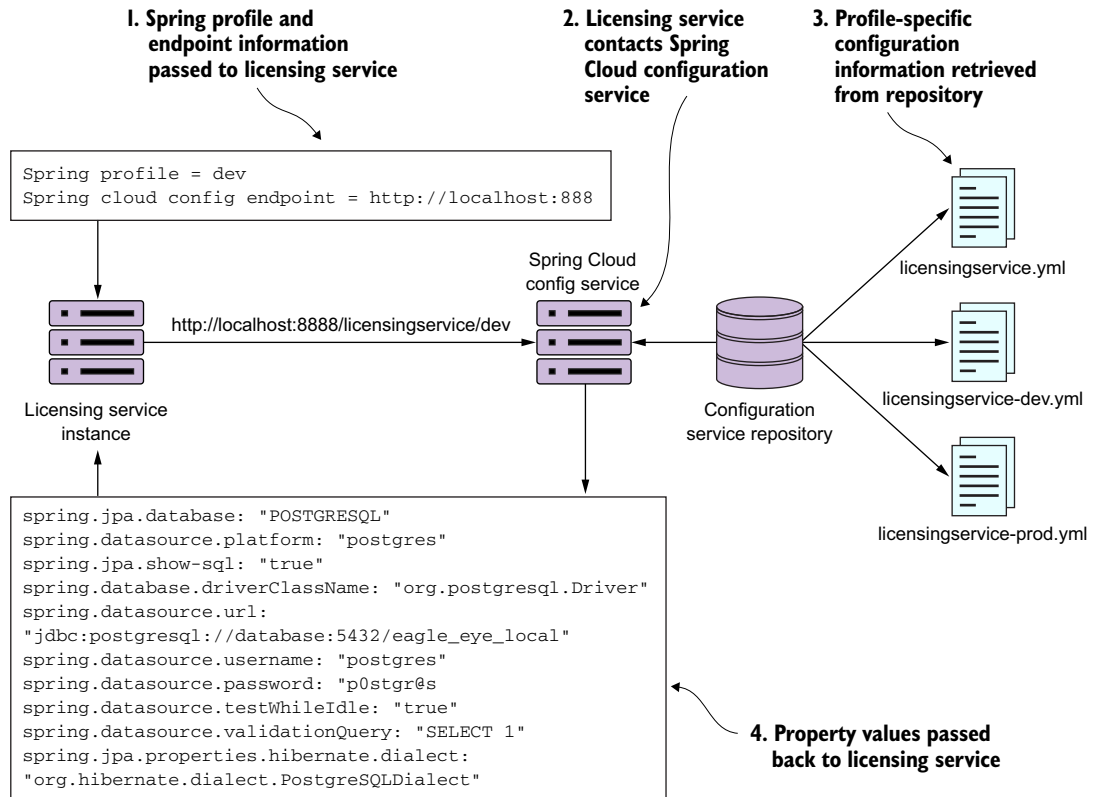 1. Spring profile and
endpoint information
passed to licensing service
2. Licensing service
contacts Spring
Cloud configuration
service
3. Profile-specific
configuration
information retrieved
from repository
Spring profile = dev
Spring cloud config endpoint = http://localhost:888
Spring Cloud
config service
licensingservice.yml
http://localhost:8888/licensingservice/dev
licensingservice-dev.yml
Licensing service
instance
Configuration
service repository
licensingservice-prod.yml
spring.jpa.database: "POSTGRESQL"
spring.datasource.platform: "postgres"
spring.jpa.show-sql: "true"
spring.database.driverClassName: "org.postgresql.Driver"
spring.datasource.url:
"jdbc:postgresql://database:5432/eagle_eye_local"
spring.datasource.username: "postgres"
spring.datasource.password: "p0stgr@s
spring.datasource.testWhileIdle: "true"
spring.datasource.validationQuery: "SELECT 1"
spring.jpa.properties.hibernate.dialect:
"org.hibernate.dialect.PostgreSQLDialect"
4. Property values passed
back to licensing service